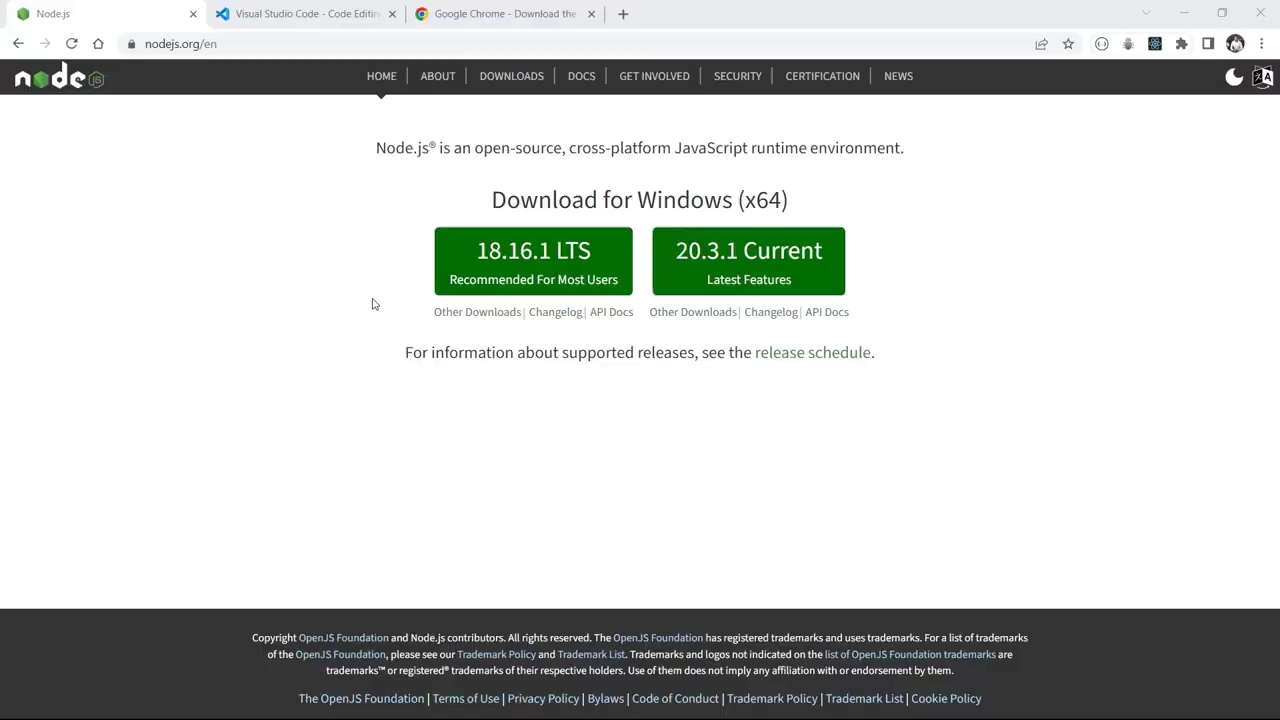 Node.js
Visual Studio Code - Code Editin
Google Chrome - Download the
nodejs.org/en
node JS
HOME | ABOUT | DOWNLOADS | DOCS | GET INVOLVED | SECURITY | CERTIFICATION | NEWS
Node.js® is an open-source, cross-platform JavaScript runtime environment.
Download for Windows (x64)
18.16.1 LTS
Recommended For Most Users
20.3.1 Current
Latest Features
Other Downloads | Changelog | API Docs
Other Downloads | Changelog | API Docs
For information about supported releases, see the release schedule.
Copyright OpenJS Foundation and Node.js contributors. All rights reserved. The OpenJS Foundation has registered trademarks and uses trademarks. For a list of trademarks
of the OpenJS Foundation, please see our Trademark Policy and Trademark List. Trademarks and logos not indicated on the list of OpenJS Foundation trademarks are
trademarks™ or registered® trademarks of their respective holders. Use of them does not imply any affiliation with or endorsement by them.
The OpenJS Foundation | Terms of Use | Privacy Policy | Bylaws | Code of Conduct | Trademark Policy | Trademark List | Cookie Policy